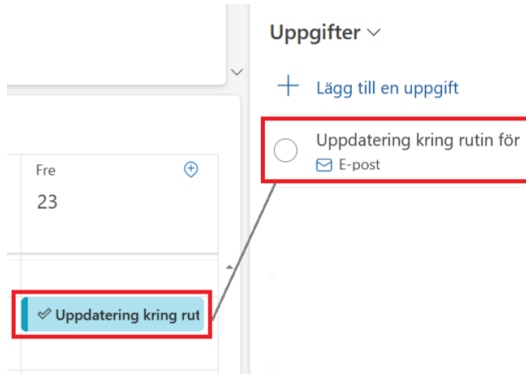 Uppgifter
Lägg till en uppgift
Uppdatering kring rutin för
E-post
Fre
23
Uppdatering kring rut